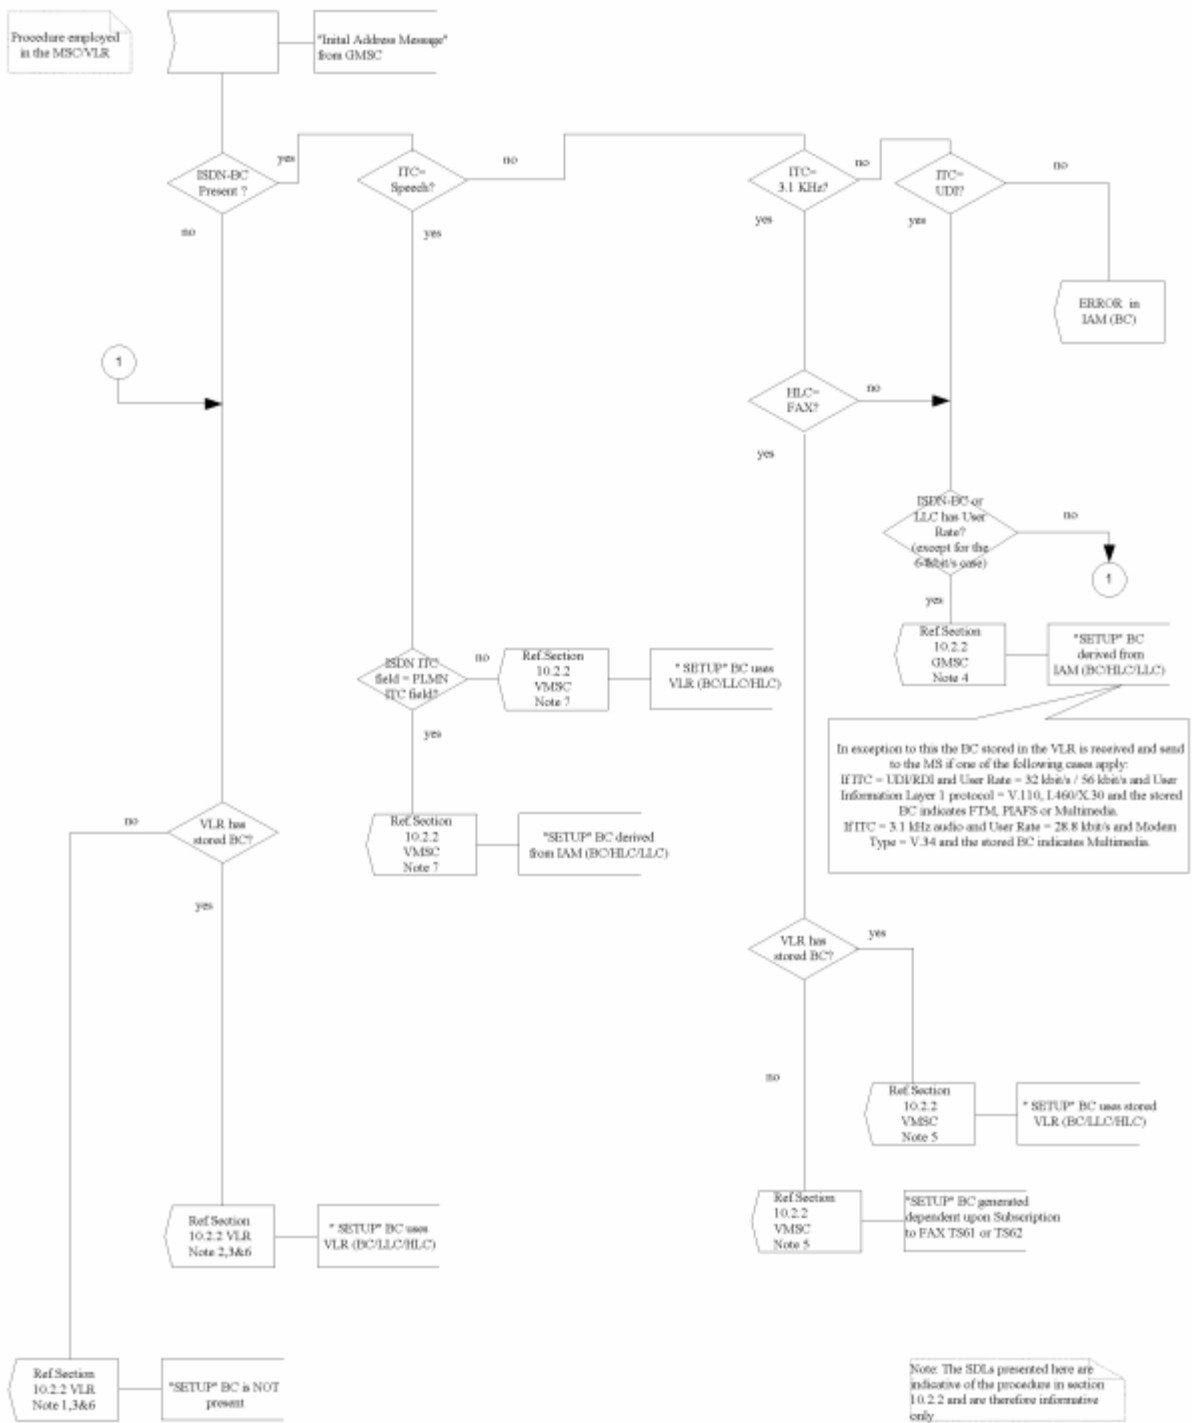 Procedure employed
in the MSC/VLR
"Inital Address Message"
from GMSC
ISDN-BC
Present ?
yes
no
ITC=
Speech?
no
yes
ITC=
3.1 KHz?
no
yes
ITC=
UDI?
no
yes
ERROR in
IAM (BC)
1
HLC=
FAX?
no
yes
ISDN-BC or
LLC has User
Rate?
(except for the
64kbit/s case)
no
1
yes
Ref.Section
10.2.2
GMSC
Note 4
"SETUP" BC
derived from
IAM (BC/HLC/LLC)
ISDN ITC
field = PLMN
ITC field?
no
Ref.Section
10.2.2
VMSC
Note 7
" SETUP" BC uses
VLR (BC/LLC/HLC)
yes
In exception to this the BC stored in the VLR is received and send
to the MS if one of the following cases apply:
If ITC = UDI/RDI and User Rate = 32 kbit/s / 56 kbit/s and User
Information Layer 1 protocol = V.110, I.460/X.30 and the stored
BC indicates FTM, PIAFS or Multimedia.
If ITC = 3.1 kHz audio and User Rate = 28.8 kbit/s and Modem
Type = V.34 and the stored BC indicates Multimedia.
Ref.Section
10.2.2
VMSC
Note 7
"SETUP" BC derived
from IAM (BC/HLC/LLC)
VLR has
stored BC?
no
yes
VLR has
stored BC?
yes
no
Ref.Section
10.2.2
VMSC
Note 5
" SETUP" BC uses stored
VLR (BC/LLC/HLC)
Ref.Section
10.2.2
VMSC
Note 5
"SETUP" BC generated
dependent upon Subscription
to FAX TS61 or TS62
Ref.Section
10.2.2 VLR
Note 2,3&6
" SETUP" BC uses
VLR (BC/LLC/HLC)
Ref.Section
10.2.2 VLR
Note 1,3&6
"SETUP" BC is NOT
present
Note: The SDLs presented here are
indicative of the procedure in section
10.2.2 and are therefore informative
only